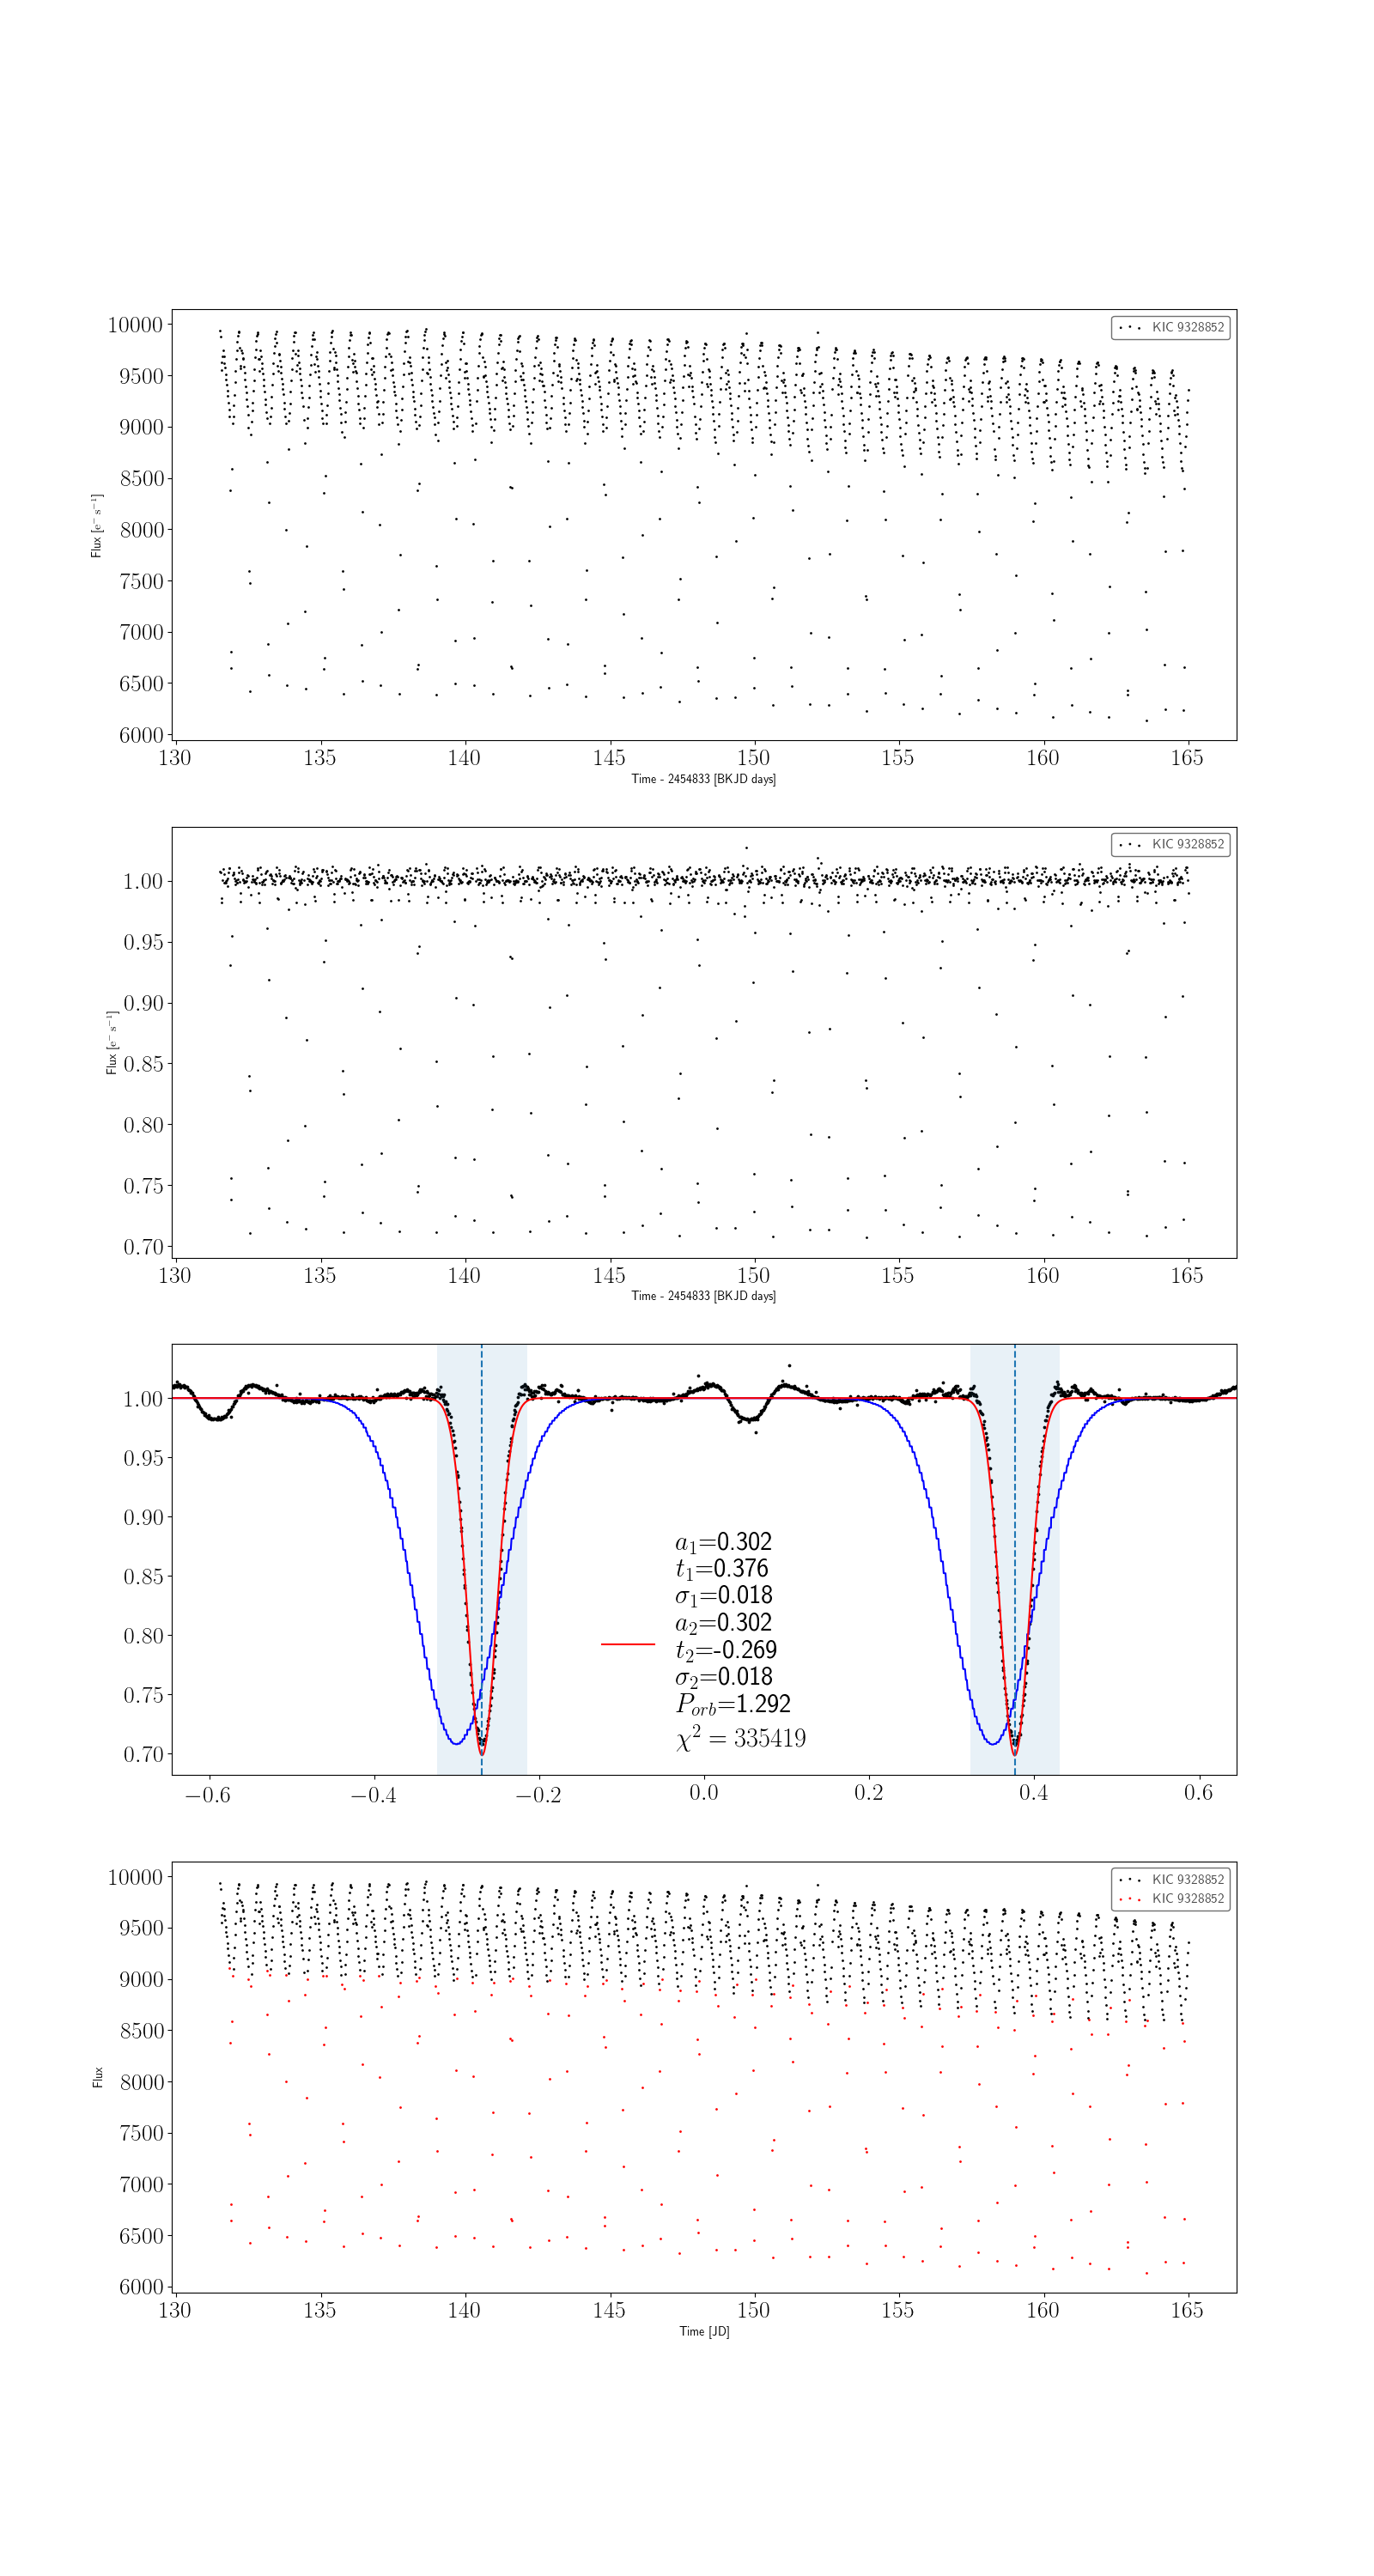 KIC 9328852
10000
9500
9000
8500
8000
7500
7000
6500
6000
Flux [e⁻ s⁻¹]
130 135 140 145 150 155 160 165
Time - 2454833 [BKJD days]
KIC 9328852
1.00
0.95
0.90
0.85
0.80
0.75
0.70
Flux [e⁻ s⁻¹]
130 135 140 145 150 155 160 165
Time - 2454833 [BKJD days]
1.00
0.95
0.90
0.85
0.80
0.75
0.70
a₁=0.302
t₁=0.376
σ₁=0.018
a₂=0.302
t₂=-0.269
σ₂=0.018
P_orb=1.292
χ² = 335419
−0.6 −0.4 −0.2 0.0 0.2 0.4 0.6
KIC 9328852
KIC 9328852
10000
9500
9000
8500
8000
7500
7000
6500
6000
Flux
130 135 140 145 150 155 160 165
Time [JD]